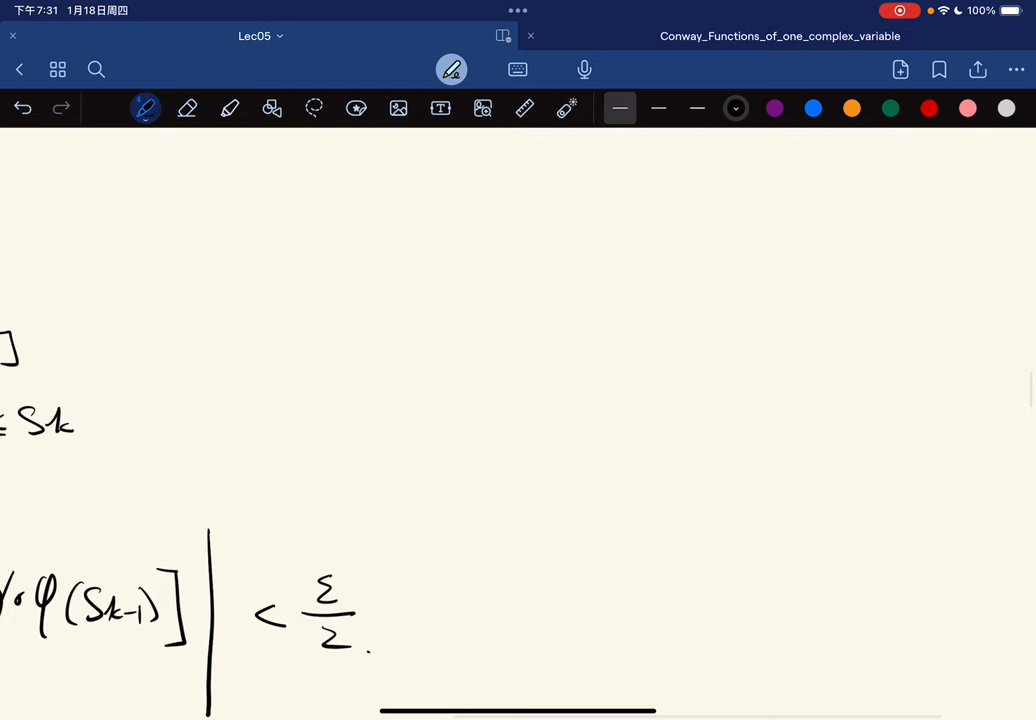 下午7:31 1月18日周四
100%
Lec05
Conway_Functions_of_one_complex_variable
]
≤ Sk
γ∘φ(Sk-1)] | < ε/2.